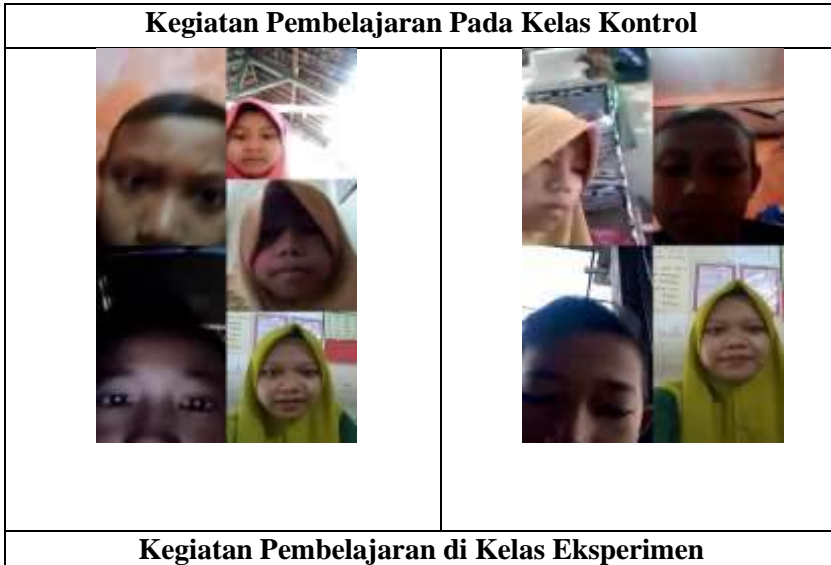 Kegiatan Pembelajaran Pada Kelas Kontrol
Kegiatan Pembelajaran di Kelas Eksperimen